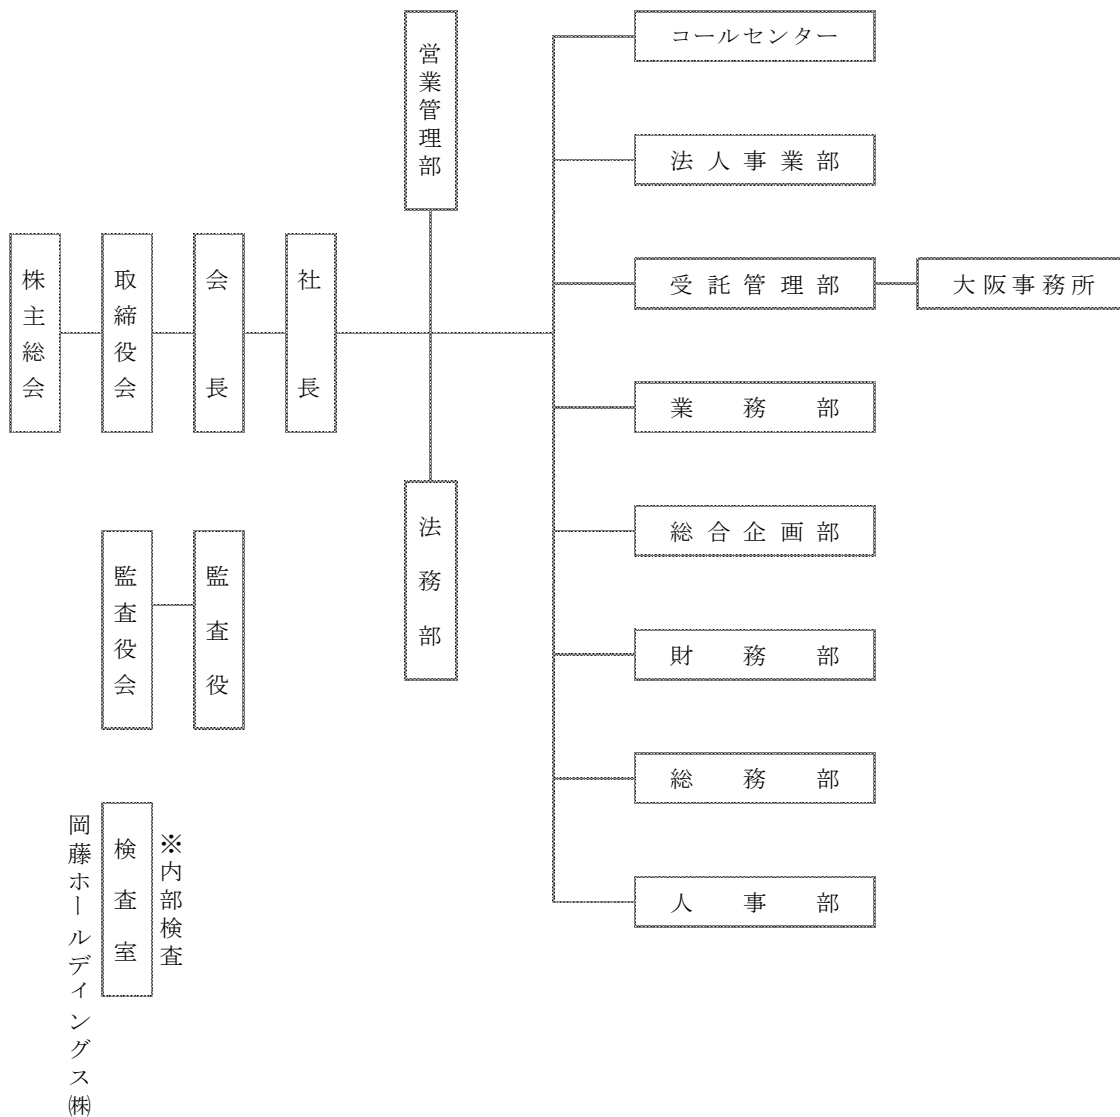 営業管理部
コールセンター
法人事業部
受託管理部
大阪事務所
株主総会
取締役会
会長
社長
業務部
法務部
総合企画部
監査役会
監査役
財務部
総務部
人事部
岡藤ホールディングス㈱
検査室
※内部検査